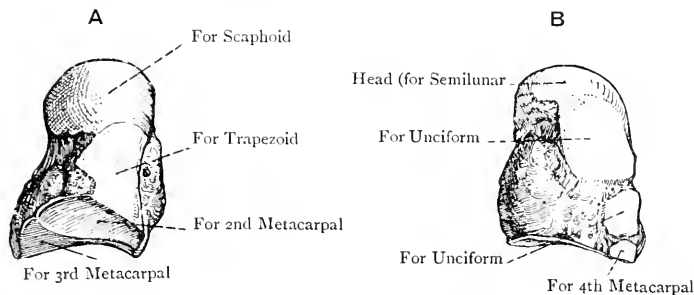 A
For Scaphoid
For Trapezoid
For 2nd Metacarpal
For 3rd Metacarpal
B
Head (for Semilunar
For Unciform
For Unciform
For 4th Metacarpal